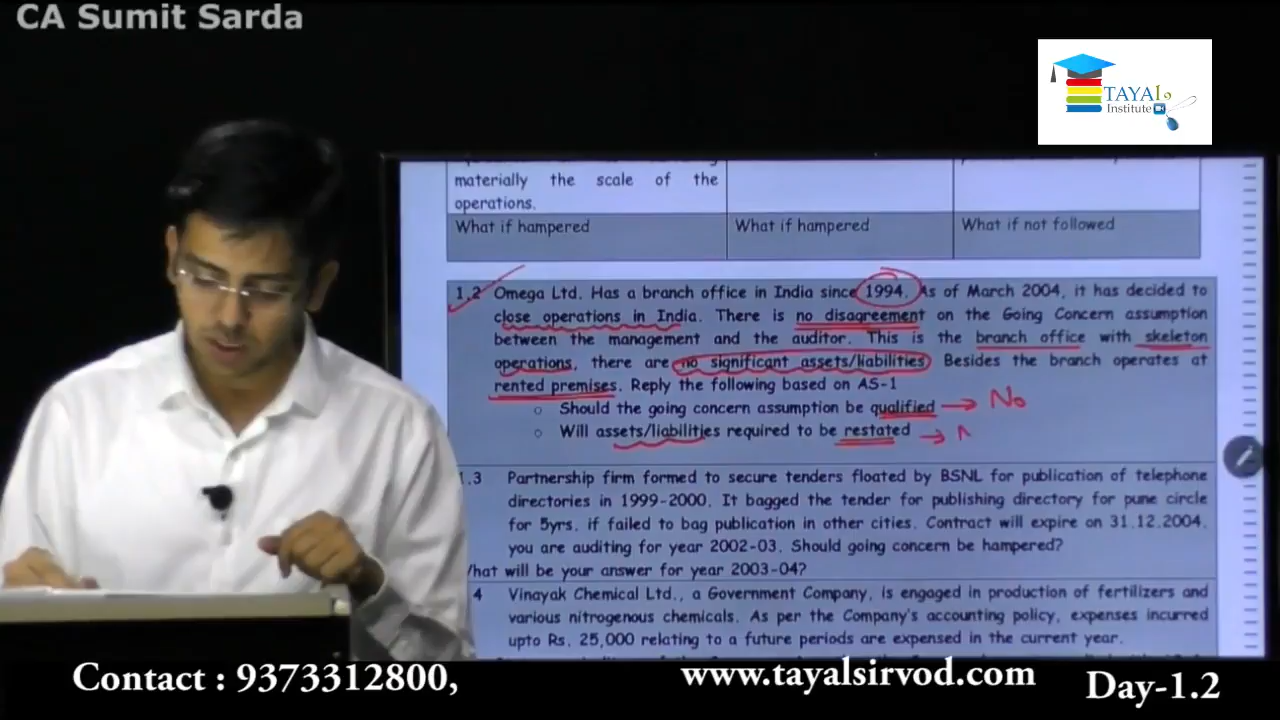 CA Sumit Sarda
TAYAl
Institute
materially the scale of the
operations.
What if hampered
What if hampered
What if not followed
1.2 Omega Ltd. Has a branch office in India since 1994. As of March 2004, it has decided to
close operations in India. There is no disagreement on the Going Concern assumption
between the management and the auditor. This is the branch office with skeleton
operations, there are no significant assets/liabilities Besides the branch operates at
rented premises. Reply the following based on AS-1
Should the going concern assumption be qualified → No
Will assets/liabilities required to be restated →
1.3 Partnership firm formed to secure tenders floated by BSNL for publication of telephone
directories in 1999-2000. It bagged the tender for publishing directory for pune circle
for 5yrs. if failed to bag publication in other cities. Contract will expire on 31.12.2004.
you are auditing for year 2002-03. Should going concern be hampered?
hat will be your answer for year 2003-04?
4 Vinayak Chemical Ltd., a Government Company, is engaged in production of fertilizers and
various nitrogenous chemicals. As per the Company's accounting policy, expenses incurred
upto Rs. 25,000 relating to a future periods are expensed in the current year.
Contact : 9373312800,
www.tayalsirvod.com
Day-1.2